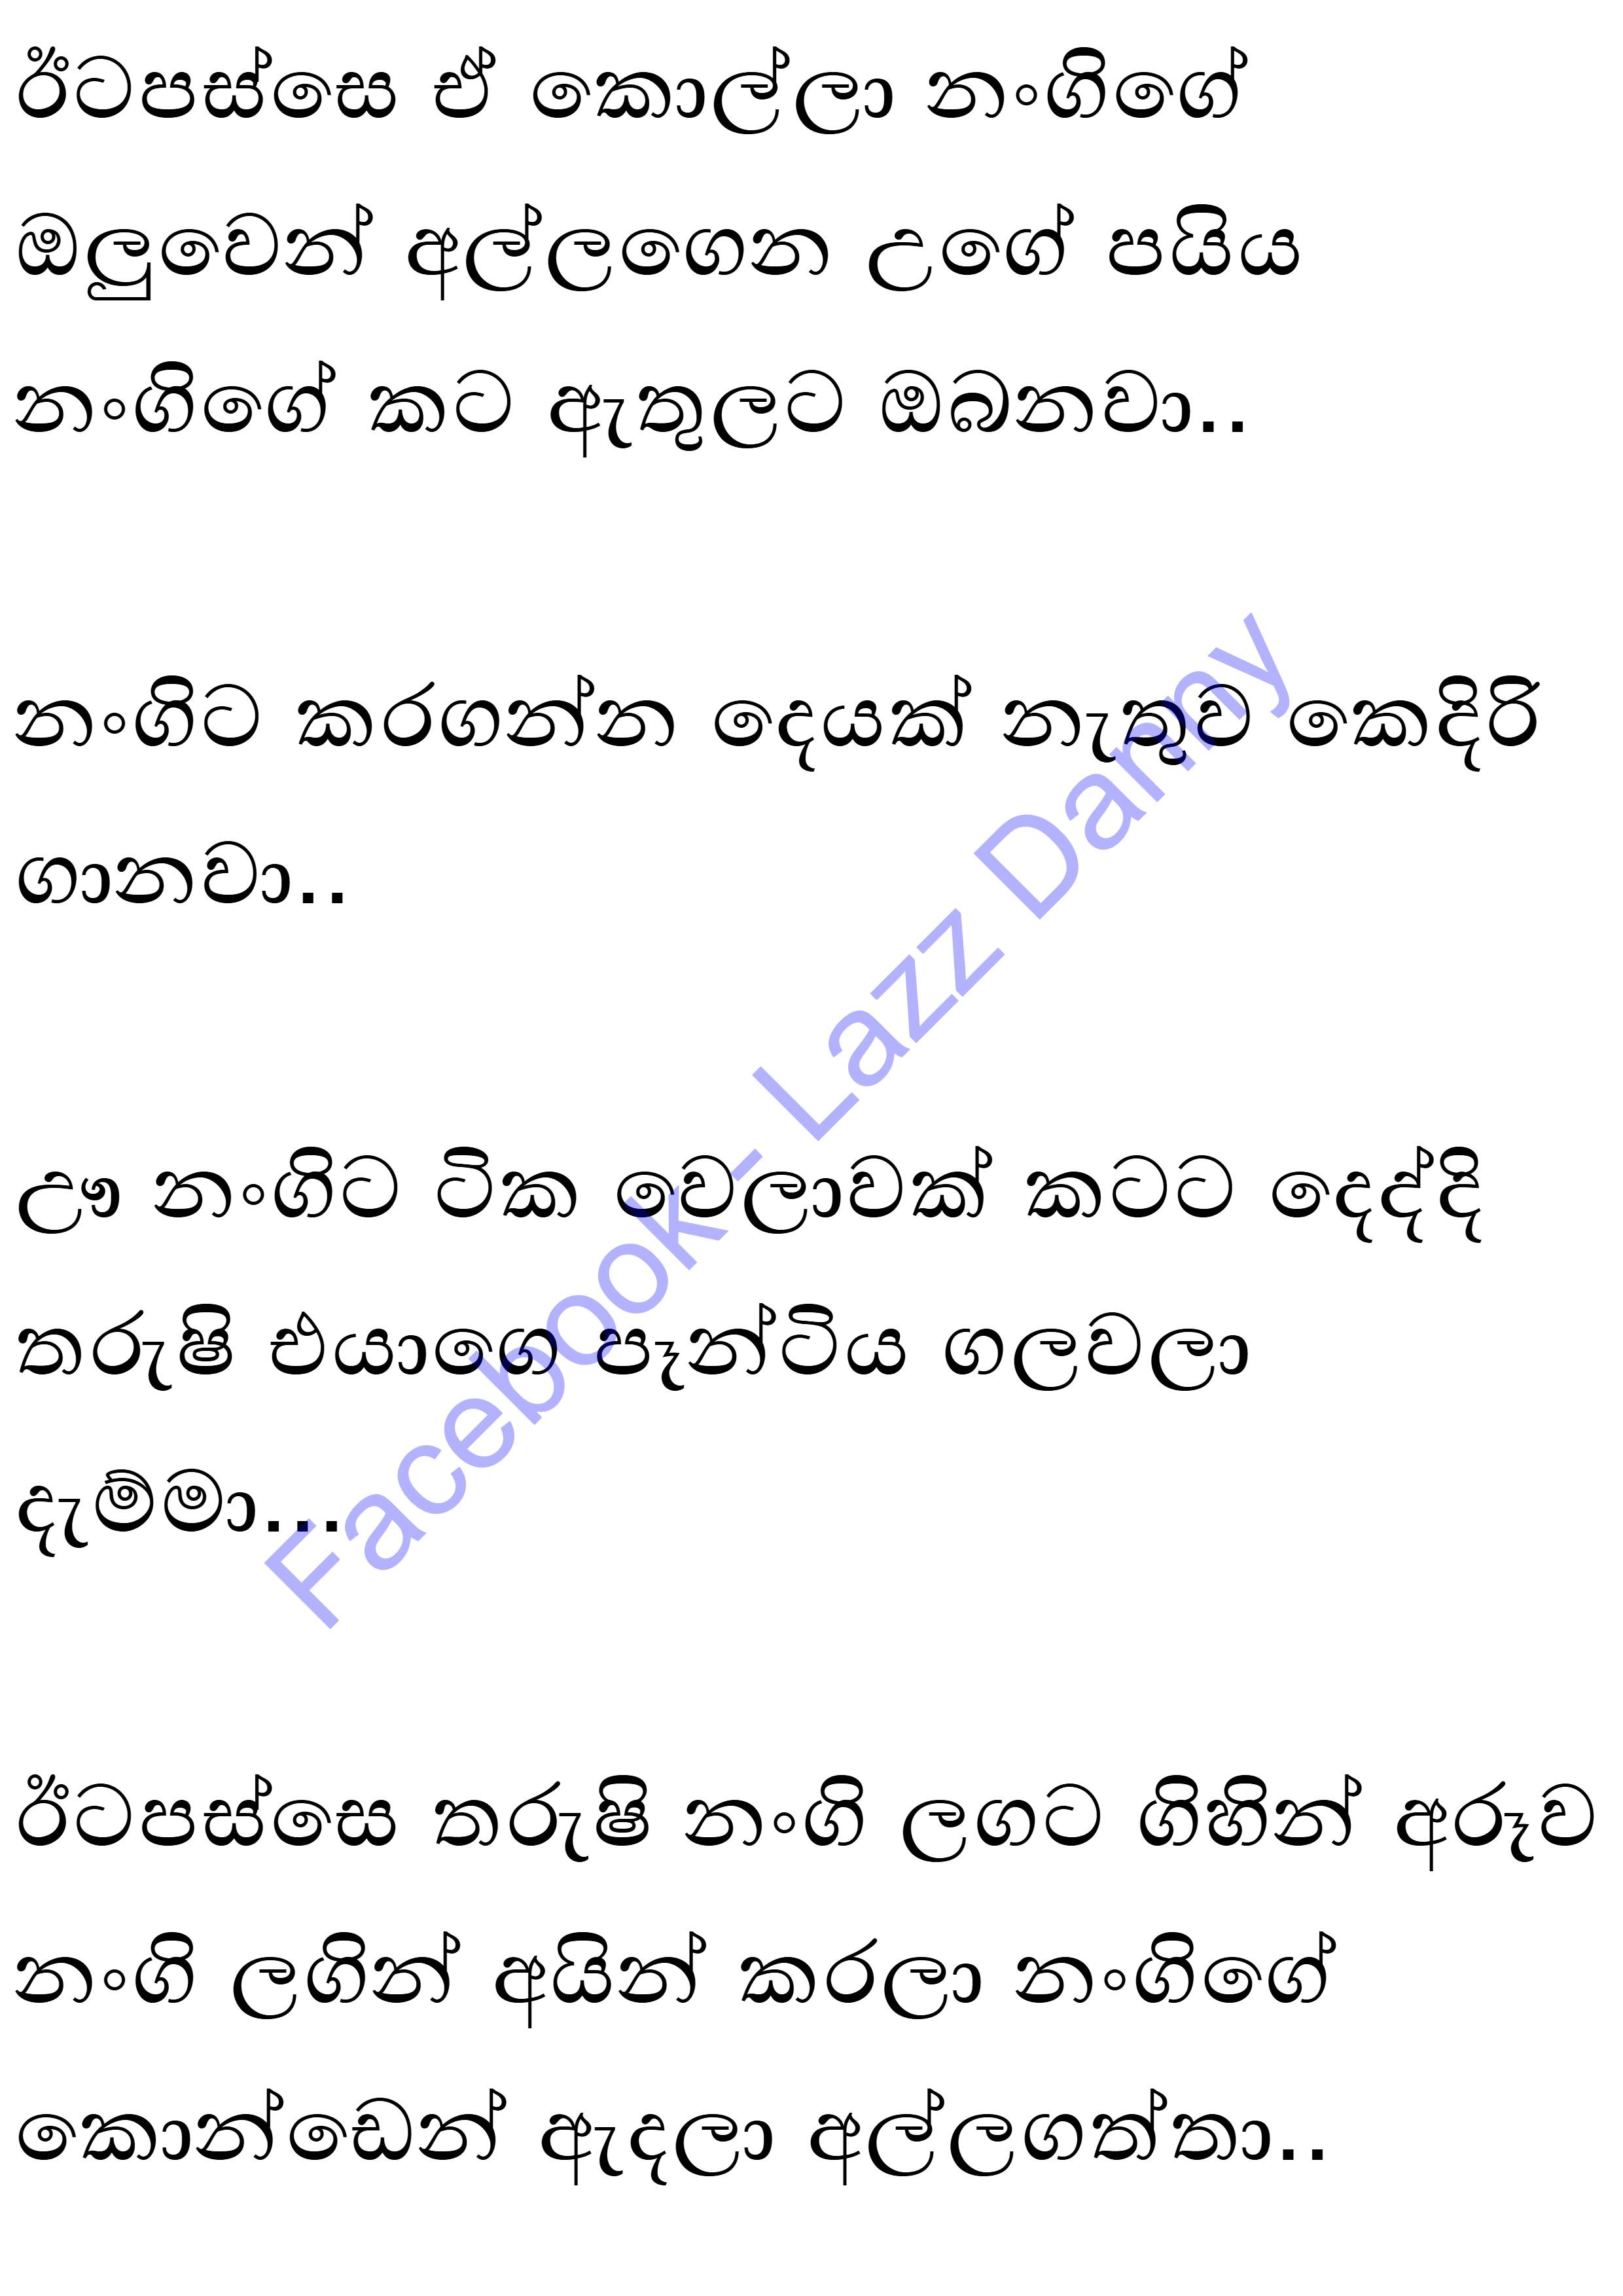 ඊටපස්සෙ ඒ කොල්ලා නංගිගේ
ඔලුවෙන් අල්ලගෙන උගේ පයිය
නංගිගේ කට ඇතුලට ඔබනවා..
නංගිට කරගන්න දෙයක් නැතුව කෙදිරි
ගානවා..
ඌ නංගිට ටික වෙලාවක් කටට දෙද්දි
තරුෂි එයාගෙ පෑන්ටිය ගලවලා
දැම්මා...
ඊටපස්සෙ තරුෂි නංගි ලගට ගිහින් අරූව
නංගි ලගින් අයින් කරලා නංගිගේ
කොන්ඩෙන් ඇදලා අල්ලගත්තා..
Facebook- Lazz Danny